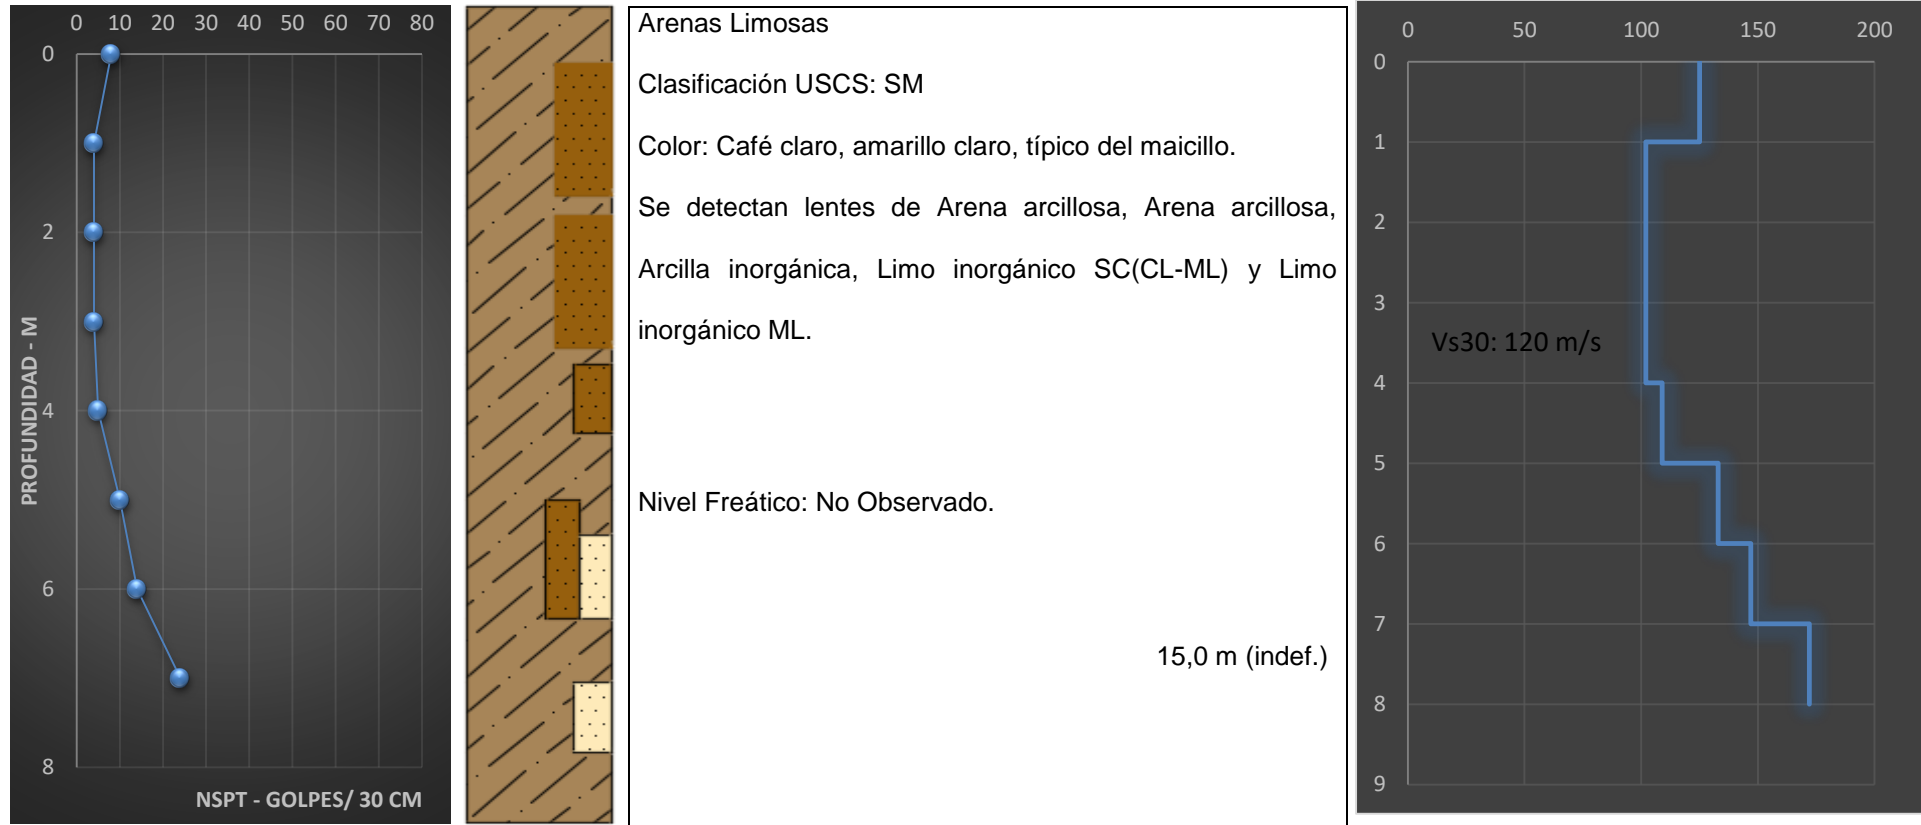 0 10 20 30 40 50 60 70 80
0
2
4
6
8
PROFUNDIDAD - M
NSPT - GOLPES/ 30 CM
Arenas Limosas
Clasificación USCS: SM
Color: Café claro, amarillo claro, típico del maicillo.
Se detectan lentes de Arena arcillosa, Arena arcillosa,
Arcilla inorgánica, Limo inorgánico SC(CL-ML) y Limo
inorgánico ML.
Nivel Freático: No Observado.
15,0 m (indef.)
0 50 100 150 200
0
1
2
3
Vs30: 120 m/s
4
5
6
7
8
9